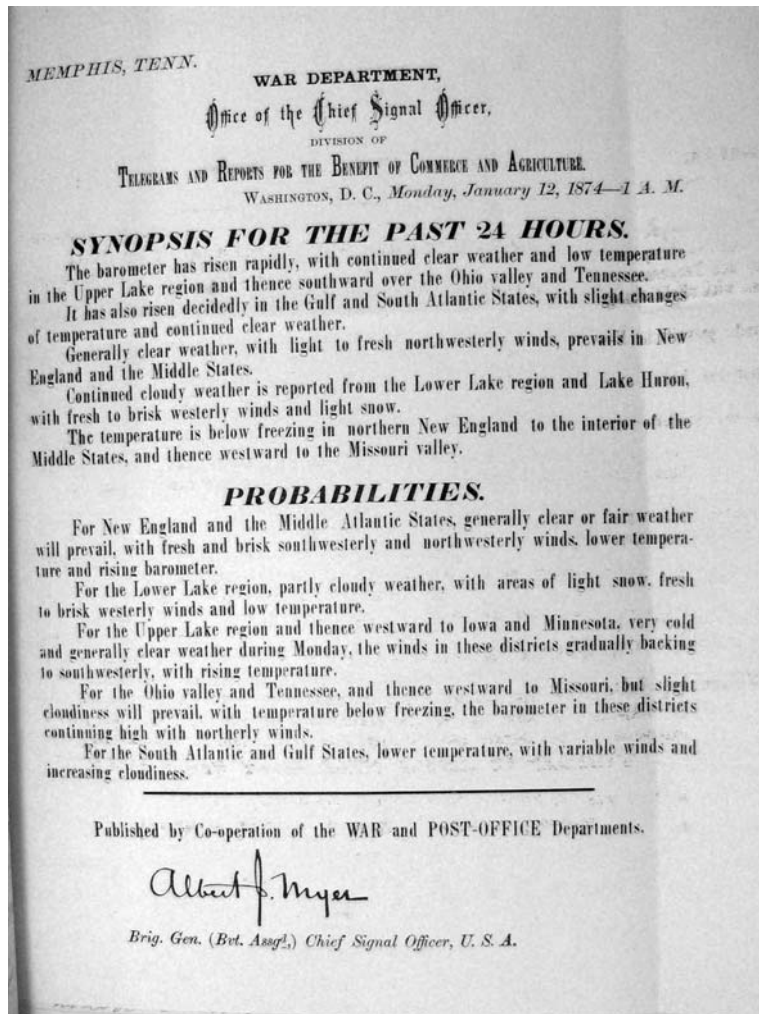 MEMPHIS, TENN.
WAR DEPARTMENT,
Office of the Chief Signal Officer,
DIVISION OF
TELEGRAMS AND REPORTS FOR THE BENEFIT OF COMMERCE AND AGRICULTURE.
WASHINGTON, D. C., Monday, January 12, 1874—1 A. M.
SYNOPSIS FOR THE PAST 24 HOURS.
The barometer has risen rapidly, with continued clear weather and low temperature
in the Upper Lake region and thence southward over the Ohio valley and Tennessee.
It has also risen decidedly in the Gulf and South Atlantic States, with slight changes
of temperature and continued clear weather.
Generally clear weather, with light to fresh northwesterly winds, prevails in New
England and the Middle States.
Continued cloudy weather is reported from the Lower Lake region and Lake Huron,
with fresh to brisk westerly winds and light snow.
The temperature is below freezing in northern New England to the interior of the
Middle States, and thence westward to the Missouri valley.
PROBABILITIES.
For New England and the Middle Atlantic States, generally clear or fair weather
will prevail, with fresh and brisk southwesterly and northwesterly winds, lower tempera-
ture and rising barometer.
For the Lower Lake region, partly cloudy weather, with areas of light snow, fresh
to brisk westerly winds and low temperature.
For the Upper Lake region and thence westward to Iowa and Minnesota, very cold
and generally clear weather during Monday, the winds in these districts gradually backing
to southwesterly, with rising temperature.
For the Ohio valley and Tennessee, and thence westward to Missouri, but slight
cloudiness will prevail, with temperature below freezing, the barometer in these districts
continuing high with northerly winds.
For the South Atlantic and Gulf States, lower temperature, with variable winds and
increasing cloudiness.
Published by Co-operation of the WAR and POST-OFFICE Departments.
Albert J. Myer
Brig. Gen. (Bvt. Assgd,) Chief Signal Officer, U. S. A.